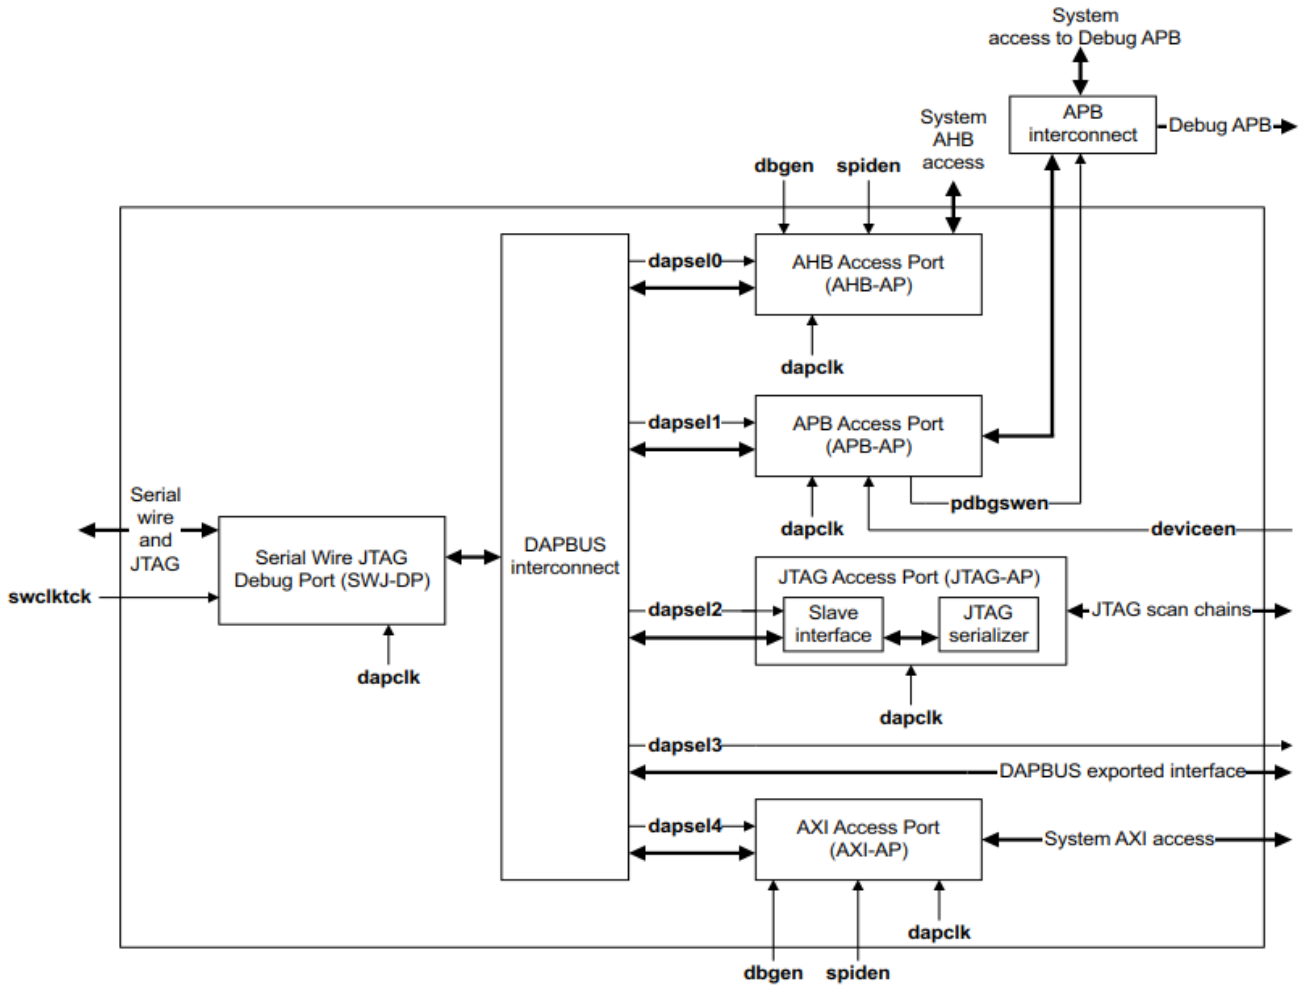 System
access to Debug APB
APB
interconnect
Debug APB
System
AHB
access
dbgen
spiden
dapsel0
AHB Access Port
(AHB-AP)
dapclk
dapsel1
APB Access Port
(APB-AP)
pdbgswen
dapclk
deviceen
Serial
wire
and
JTAG
Serial Wire JTAG
Debug Port (SWJ-DP)
swclktck
dapclk
DAPBUS
interconnect
JTAG Access Port (JTAG-AP)
dapsel2
Slave
interface
JTAG
serializer
JTAG scan chains
dapclk
dapsel3
DAPBUS exported interface
dapsel4
AXI Access Port
(AXI-AP)
System AXI access
dapclk
dbgen
spiden